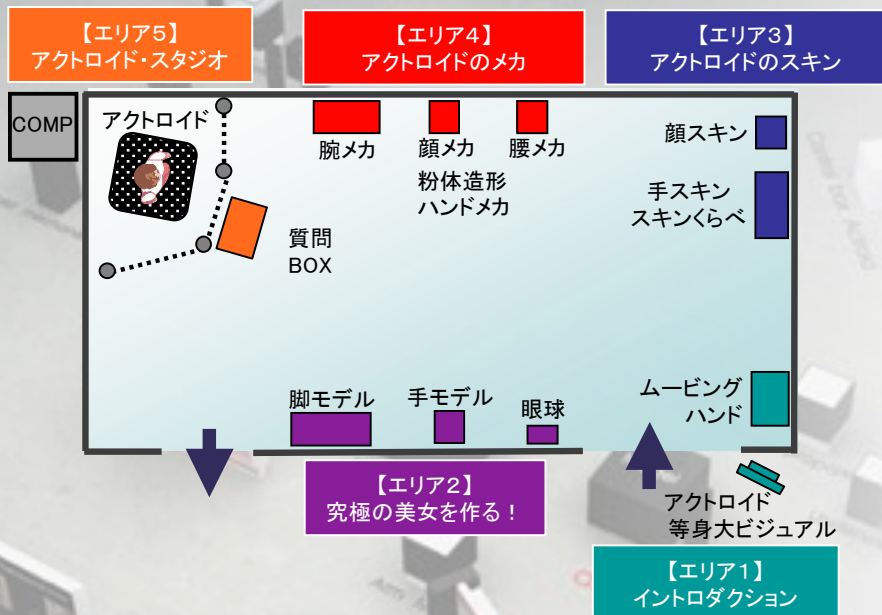 【エリア5】
アクトロイド・スタジオ
【エリア4】
アクトロイドのメカ
【エリア3】
アクトロイドのスキン
COMP
アクトロイド
腕メカ
顔メカ
腰メカ
粉体造形
ハンドメカ
顔スキン
手スキン
スキンくらべ
質問
BOX
脚モデル
手モデル
眼球
ムービング
ハンド
【エリア2】
究極の美女を作る！
アクトロイド
等身大ビジュアル
【エリア1】
イントロダクション